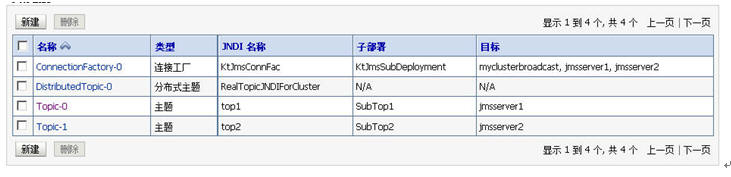 新建 删除 显示 1 到 4 个, 共 4 个 上一页 | 下一页
名称 类型 JNDI 名称 子部署 目标
ConnectionFactory-0 连接工厂 KtJmsConnFac KtJmsSubDeployment myclusterbroadcast, jmsserver1, jmsserver2
DistributedTopic-0 分布式主题 RealTopicJNDIForCluster N/A N/A
Topic-0 主题 top1 SubTop1 jmsserver1
Topic-1 主题 top2 SubTop2 jmsserver2
新建 删除 显示 1 到 4 个, 共 4 个 上一页 | 下一页